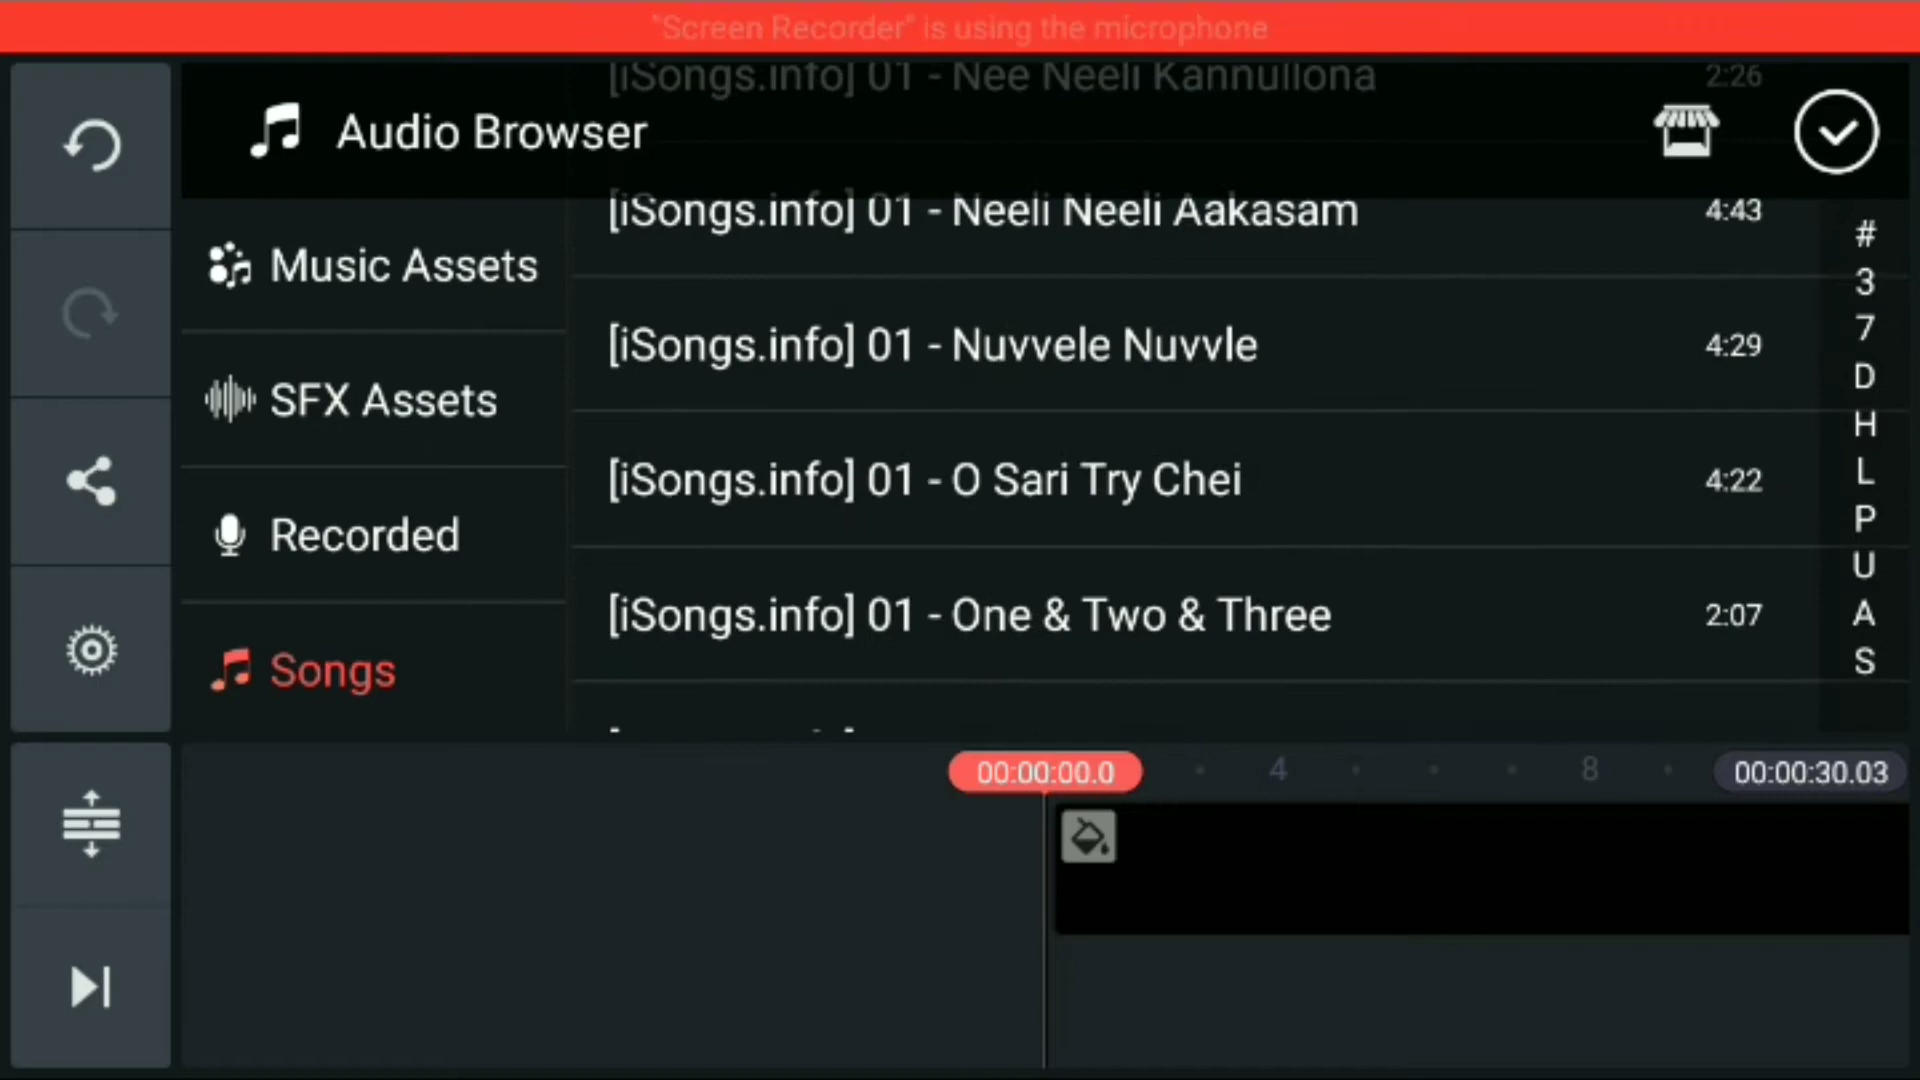 "Screen Recorder" is using the microphone
[iSongs.info] 01 - Nee Neeli Kannullona 2:26
Audio Browser
[iSongs.info] 01 - Neeli Neeli Aakasam 4:43
Music Assets
[iSongs.info] 01 - Nuvvele Nuvvle 4:29
SFX Assets
[iSongs.info] 01 - O Sari Try Chei 4:22
Recorded
[iSongs.info] 01 - One & Two & Three 2:07
Songs
#
3
7
D
H
L
P
U
A
S
00:00:00.0 4 8 00:00:30.03